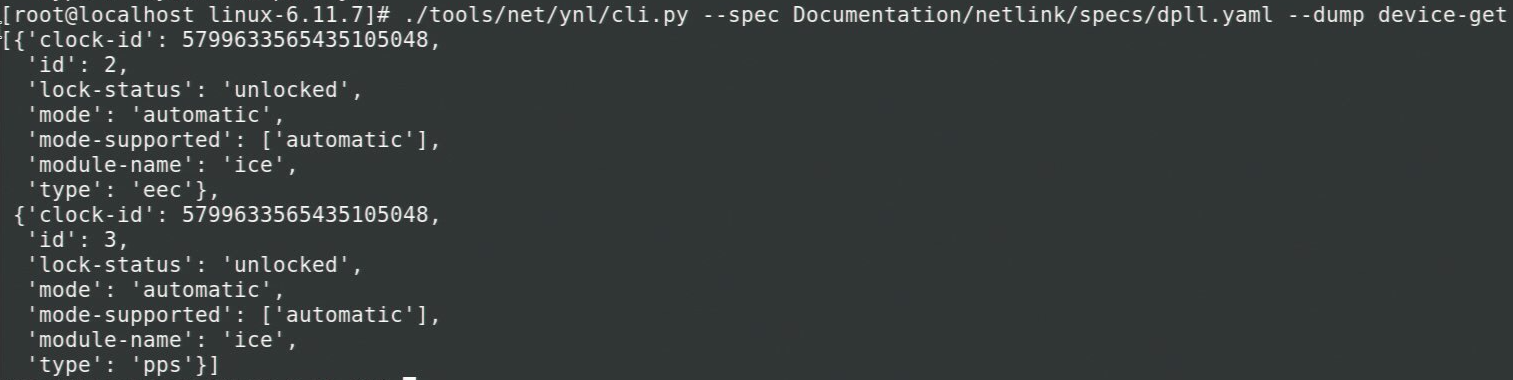 [root@localhost linux-6.11.7]# ./tools/net/ynl/cli.py --spec Documentation/netlink/specs/dpll.yaml --dump device-get
[{'clock-id': 5799633565435105048,
  'id': 2,
  'lock-status': 'unlocked',
  'mode': 'automatic',
  'mode-supported': ['automatic'],
  'module-name': 'ice',
  'type': 'eec'},
 {'clock-id': 5799633565435105048,
  'id': 3,
  'lock-status': 'unlocked',
  'mode': 'automatic',
  'mode-supported': ['automatic'],
  'module-name': 'ice',
  'type': 'pps'}]